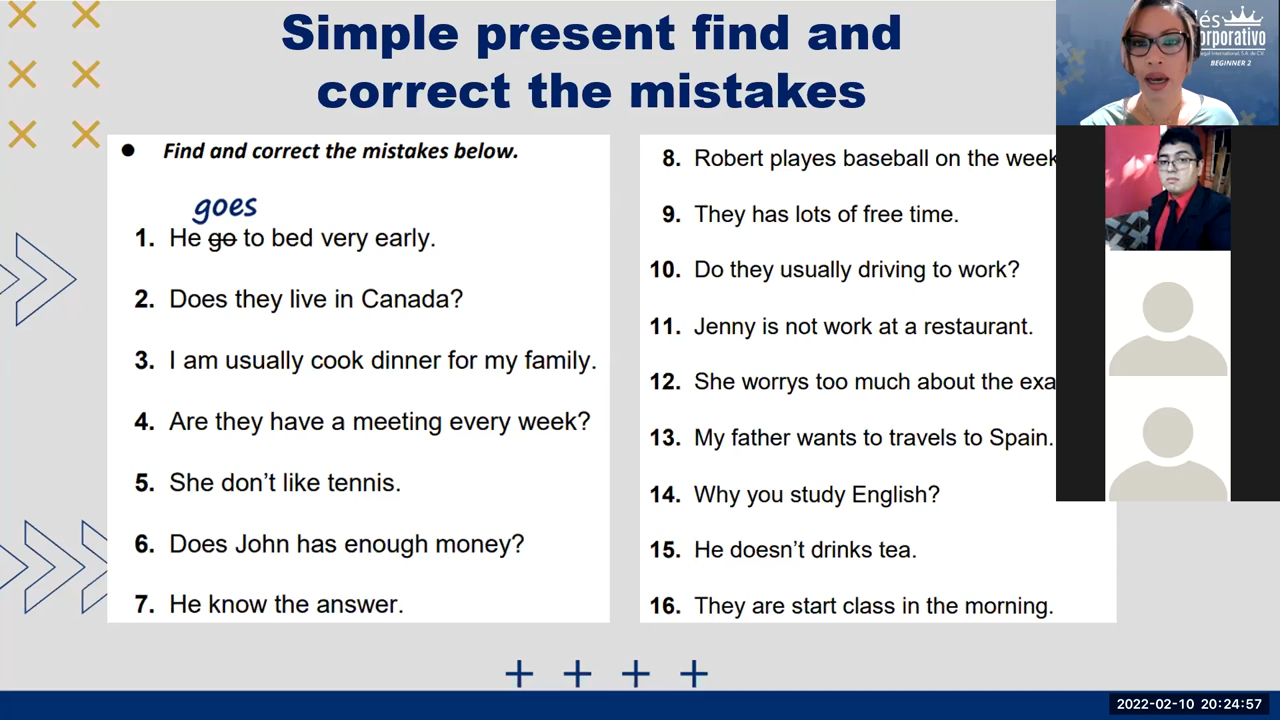 Simple present find and
correct the mistakes
Find and correct the mistakes below.
goes
1. He go to bed very early.
2. Does they live in Canada?
3. I am usually cook dinner for my family.
4. Are they have a meeting every week?
5. She don't like tennis.
6. Does John has enough money?
7. He know the answer.
8. Robert playes baseball on the week
9. They has lots of free time.
10. Do they usually driving to work?
11. Jenny is not work at a restaurant.
12. She worrys too much about the exa
13. My father wants to travels to Spain.
14. Why you study English?
15. He doesn't drinks tea.
16. They are start class in the morning.
és
orporativo
BEGINNER 2
2022-02-10 20:24:57